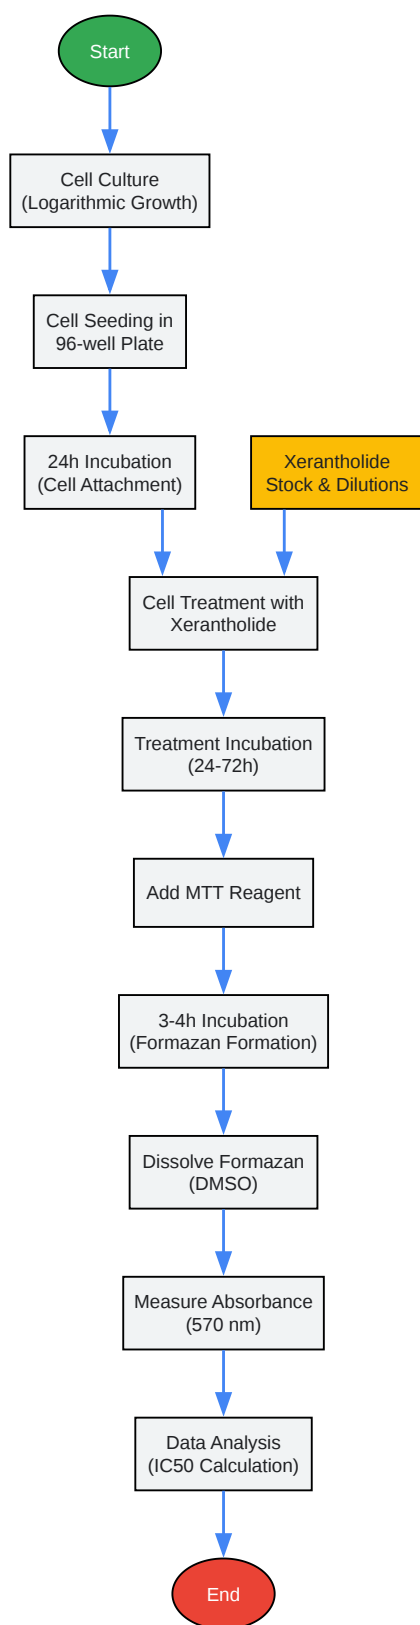 Start
Cell Culture
(Logarithmic Growth)
Cell Seeding in
96-well Plate
24h Incubation
(Cell Attachment)
Xerantholide
Stock & Dilutions
Cell Treatment with
Xerantholide
Treatment Incubation
(24-72h)
Add MTT Reagent
3-4h Incubation
(Formazan Formation)
Dissolve Formazan
(DMSO)
Measure Absorbance
(570 nm)
Data Analysis
(IC50 Calculation)
End